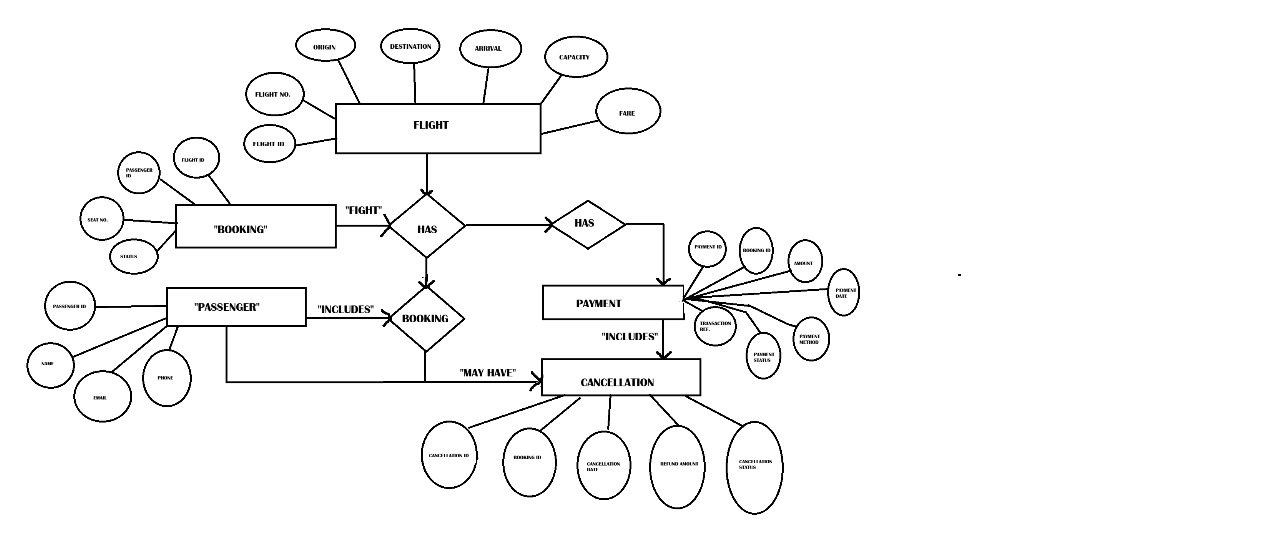 ORIGIN
DESTINATION
ARRIVAL
CAPACITY
FLIGHT NO.
FARE
FLIGHT
FLIGHT ID
FLIGHT ID
PASSENGER
ID
SEAT NO.
"FIGHT"
"BOOKING"
HAS
HAS
STATUS
PAYMENT ID
BOOKING ID
AMOUNT
PAYMENT
DATE
PASSENGER ID
"PASSENGER"
"INCLUDES"
BOOKING
PAYMENT
TRANSACTION
REF.
"INCLUDES"
PAYMENT
METHOD
PAYMENT
STATUS
NAME
PHONE
EMAIL
"MAY HAVE"
CANCELLATION
CANCELLATION ID
BOOKING ID
CANCELLATION
DATE
REFUND AMOUNT
CANCELLATION
STATUS